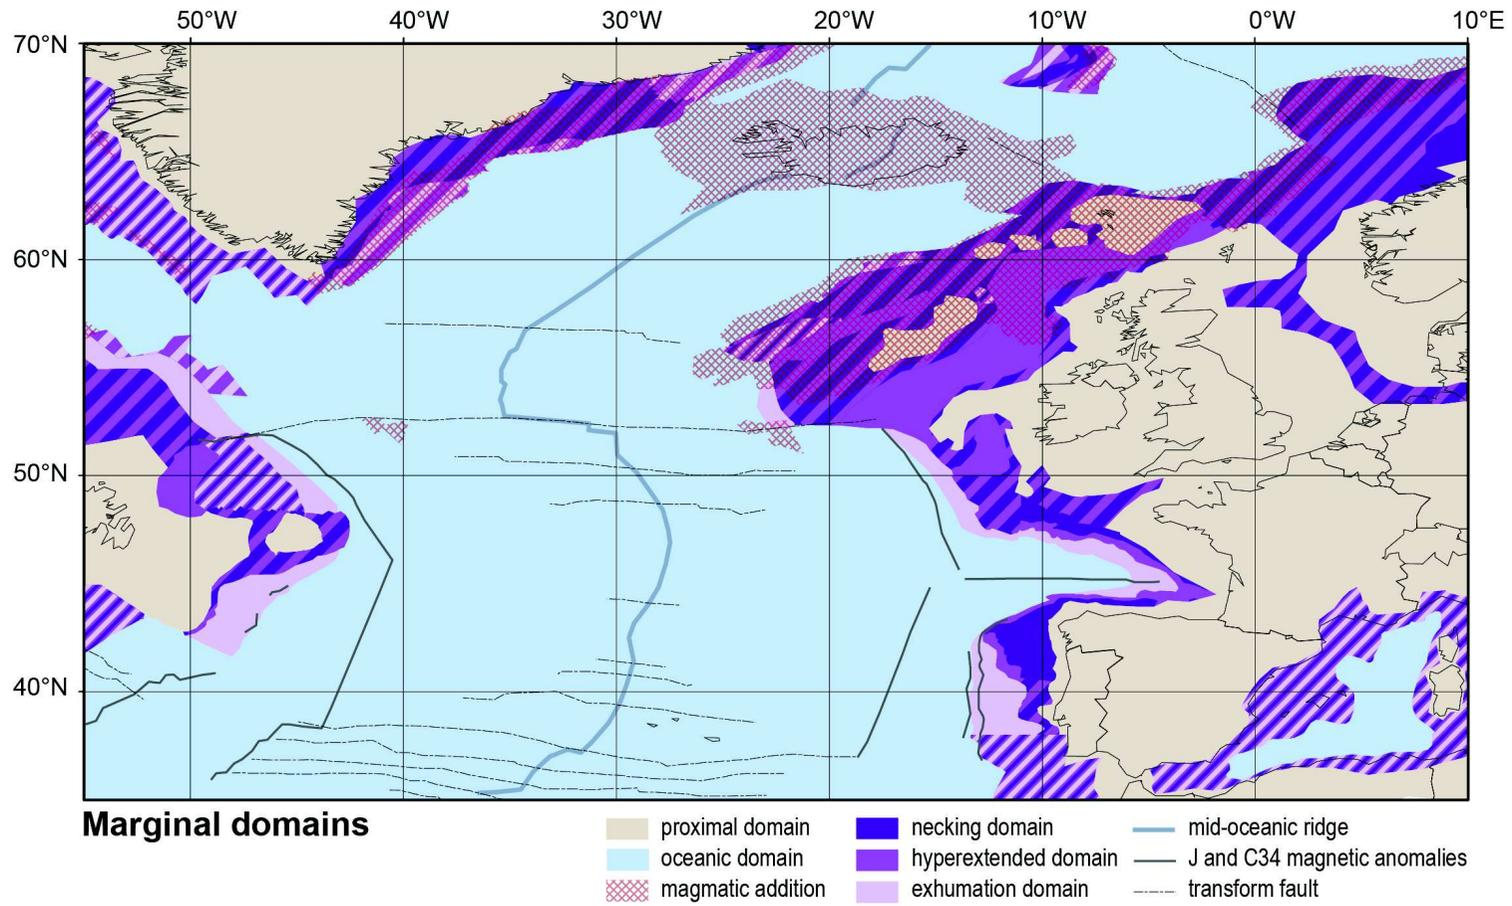 50°W 40°W 30°W 20°W 10°W 0°W 10°E
70°N
60°N
50°N
40°N
Marginal domains
proximal domain necking domain mid-oceanic ridge
oceanic domain hyperextended domain J and C34 magnetic anomalies
magmatic addition exhumation domain transform fault